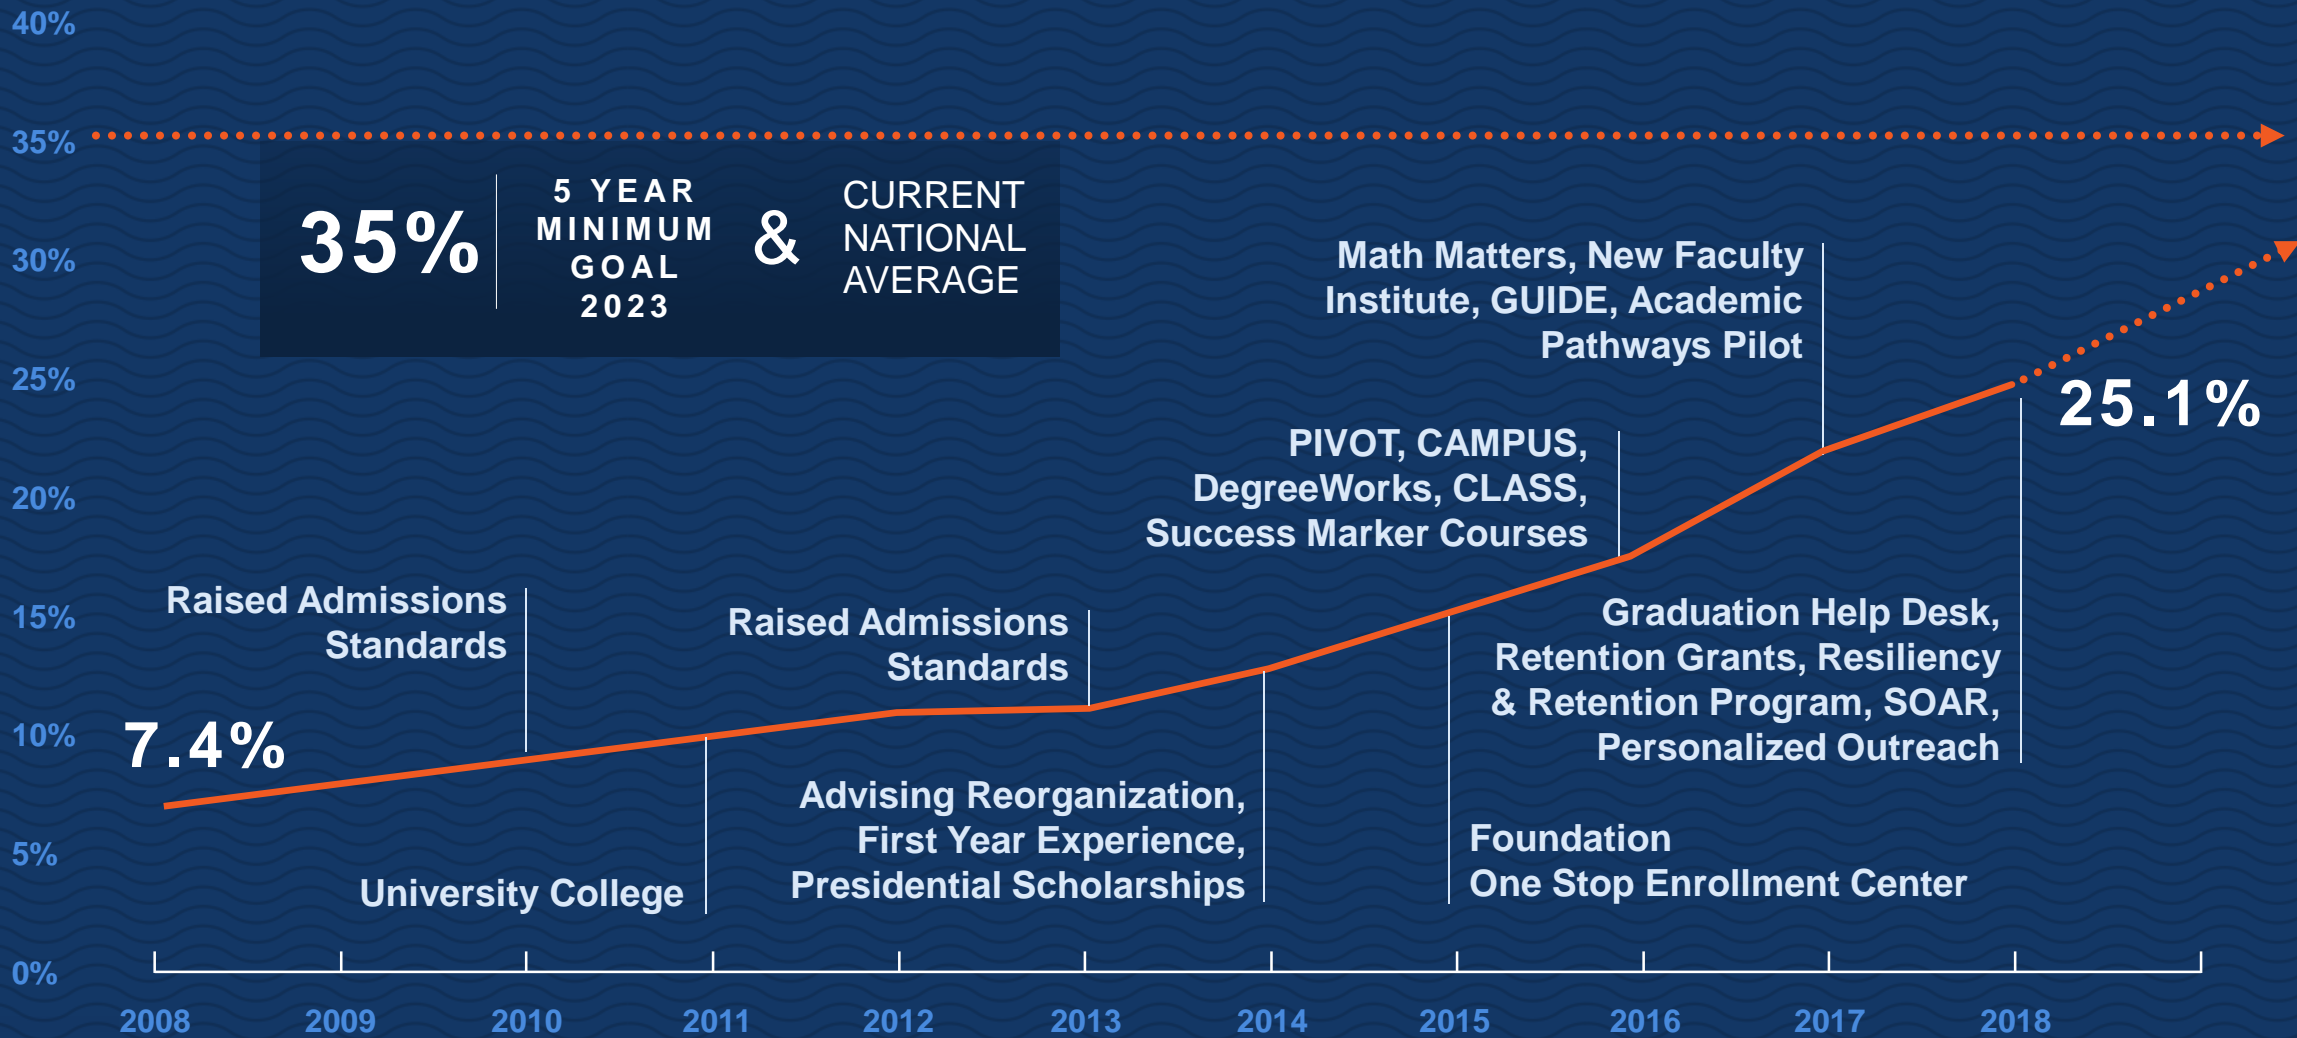 40%
35%
30%
25%
20%
15%
10%
5%
0%
35%
5 YEAR
MINIMUM
GOAL
2023
&
CURRENT
NATIONAL
AVERAGE
Math Matters, New Faculty
Institute, GUIDE, Academic
Pathways Pilot
25.1%
PIVOT, CAMPUS,
DegreeWorks, CLASS,
Success Marker Courses
Raised Admissions
Standards
Raised Admissions
Standards
Graduation Help Desk,
Retention Grants, Resiliency
& Retention Program, SOAR,
Personalized Outreach
7.4%
Advising Reorganization,
First Year Experience,
Presidential Scholarships
Foundation
One Stop Enrollment Center
University College
2008 2009 2010 2011 2012 2013 2014 2015 2016 2017 2018